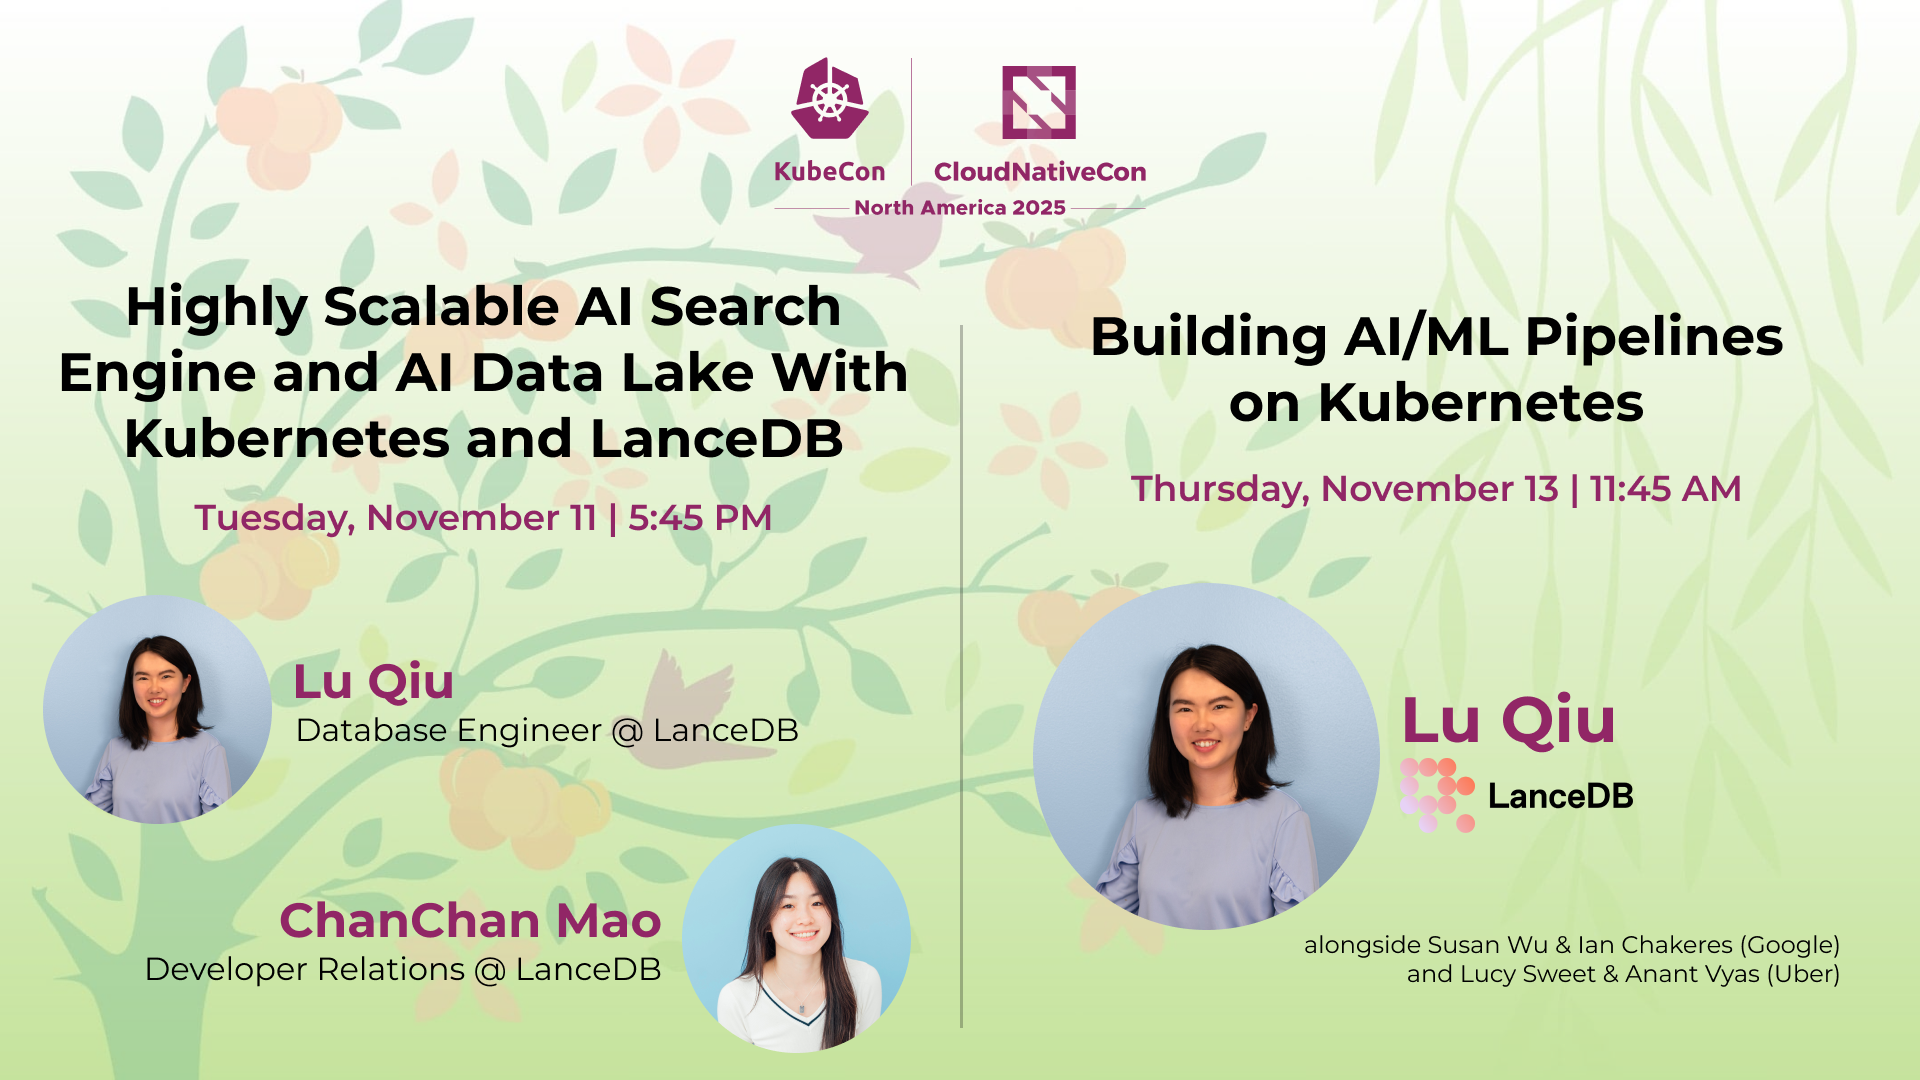 KubeCon
CloudNativeCon
North America 2025
Highly Scalable AI Search
Engine and AI Data Lake With
Kubernetes and LanceDB
Tuesday, November 11 | 5:45 PM
Lu Qiu
Database Engineer @ LanceDB
ChanChan Mao
Developer Relations @ LanceDB
Building AI/ML Pipelines
on Kubernetes
Thursday, November 13 | 11:45 AM
Lu Qiu
LanceDB
alongside Susan Wu & Ian Chakeres (Google)
and Lucy Sweet & Anant Vyas (Uber)